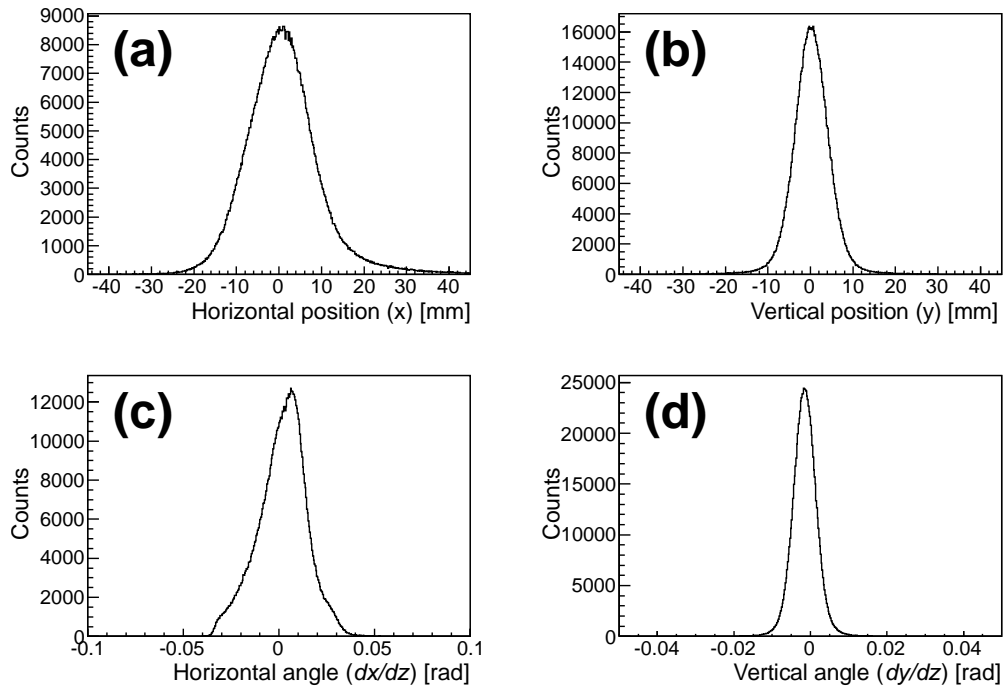 (a)
Counts
9000
8000
7000
6000
5000
4000
3000
2000
1000
0
-40 -30 -20 -10 0 10 20 30 40
Horizontal position (x) [mm]
(b)
Counts
16000
14000
12000
10000
8000
6000
4000
2000
0
-40 -30 -20 -10 0 10 20 30 40
Vertical position (y) [mm]
(c)
Counts
12000
10000
8000
6000
4000
2000
0
-0.1 -0.05 0 0.05 0.1
Horizontal angle (dx/dz) [rad]
(d)
Counts
25000
20000
15000
10000
5000
0
-0.04 -0.02 0 0.02 0.04
Vertical angle (dy/dz) [rad]